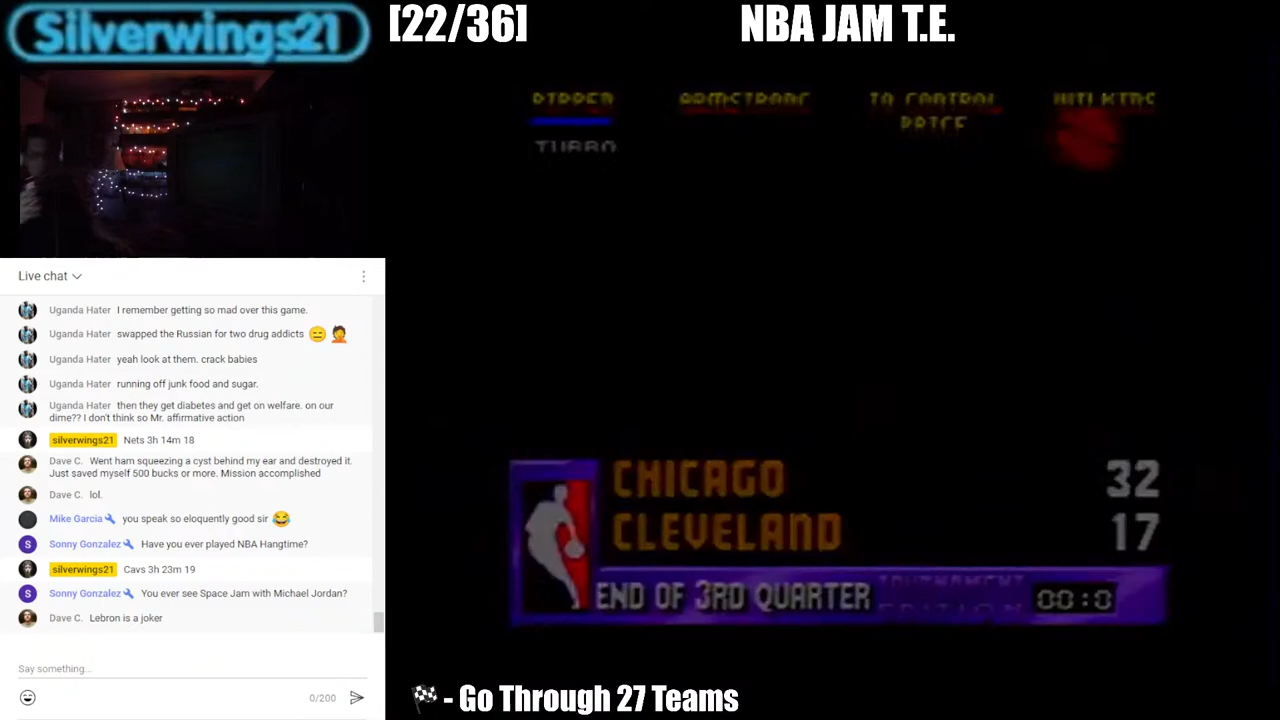 Silverwings21
[22/36]
NBA JAM T.E.
PIPPEN
ARMSTRONG
PRICE
WILKINS
TURBO
Live chat
Uganda Hater I remember getting so mad over this game.
Uganda Hater swapped the Russian for two drug addicts 😑 🤦
Uganda Hater yeah look at them. crack babies
Uganda Hater running off junk food and sugar.
Uganda Hater then they get diabetes and get on welfare. on our
dime?? I don't think so Mr. affirmative action
silverwings21 Nets 3h 14m 18
Dave C. Went ham squeezing a cyst behind my ear and destroyed it.
Just saved myself 500 bucks or more. Mission accomplished
Dave C. lol.
Mike Garcia you speak so eloquently good sir 😂
Sonny Gonzalez Have you ever played NBA Hangtime?
silverwings21 Cavs 3h 23m 19
Sonny Gonzalez You ever see Space Jam with Michael Jordan?
Dave C. Lebron is a joker
Say something...
0/200
CHICAGO 32
CLEVELAND 17
END OF 3RD QUARTER TOURNAMENT EDITION 00:0
🏁 - Go Through 27 Teams